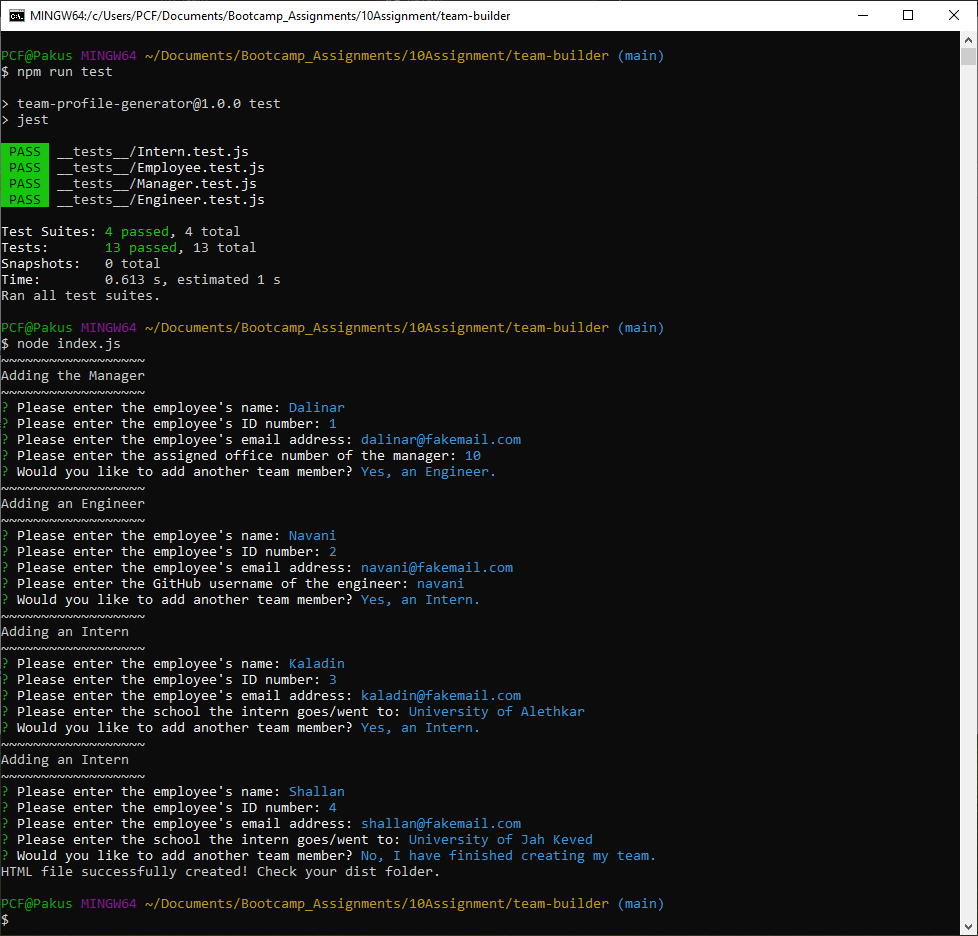 MINGW64:/c/Users/PCF/Documents/Bootcamp_Assignments/10Assignment/team-builder
PCF@Pakus MINGW64 ~/Documents/Bootcamp_Assignments/10Assignment/team-builder (main)
$ npm run test
> team-profile-generator@1.0.0 test
> jest
PASS __tests__/Intern.test.js
PASS __tests__/Employee.test.js
PASS __tests__/Manager.test.js
PASS __tests__/Engineer.test.js
Test Suites: 4 passed, 4 total
Tests:       13 passed, 13 total
Snapshots:   0 total
Time:        0.613 s, estimated 1 s
Ran all test suites.
PCF@Pakus MINGW64 ~/Documents/Bootcamp_Assignments/10Assignment/team-builder (main)
$ node index.js
~~~~~~~~~~~~~~~~~~
Adding the Manager
~~~~~~~~~~~~~~~~~~
? Please enter the employee's name: Dalinar
? Please enter the employee's ID number: 1
? Please enter the employee's email address: dalinar@fakemail.com
? Please enter the assigned office number of the manager: 10
? Would you like to add another team member? Yes, an Engineer.
~~~~~~~~~~~~~~~~~~
Adding an Engineer
~~~~~~~~~~~~~~~~~~
? Please enter the employee's name: Navani
? Please enter the employee's ID number: 2
? Please enter the employee's email address: navani@fakemail.com
? Please enter the GitHub username of the engineer: navani
? Would you like to add another team member? Yes, an Intern.
~~~~~~~~~~~~~~~~~~
Adding an Intern
~~~~~~~~~~~~~~~~~~
? Please enter the employee's name: Kaladin
? Please enter the employee's ID number: 3
? Please enter the employee's email address: kaladin@fakemail.com
? Please enter the school the intern goes/went to: University of Alethkar
? Would you like to add another team member? Yes, an Intern.
~~~~~~~~~~~~~~~~~~
Adding an Intern
~~~~~~~~~~~~~~~~~~
? Please enter the employee's name: Shallan
? Please enter the employee's ID number: 4
? Please enter the employee's email address: shallan@fakemail.com
? Please enter the school the intern goes/went to: University of Jah Keved
? Would you like to add another team member? No, I have finished creating my team.
HTML file successfully created! Check your dist folder.
PCF@Pakus MINGW64 ~/Documents/Bootcamp_Assignments/10Assignment/team-builder (main)
$